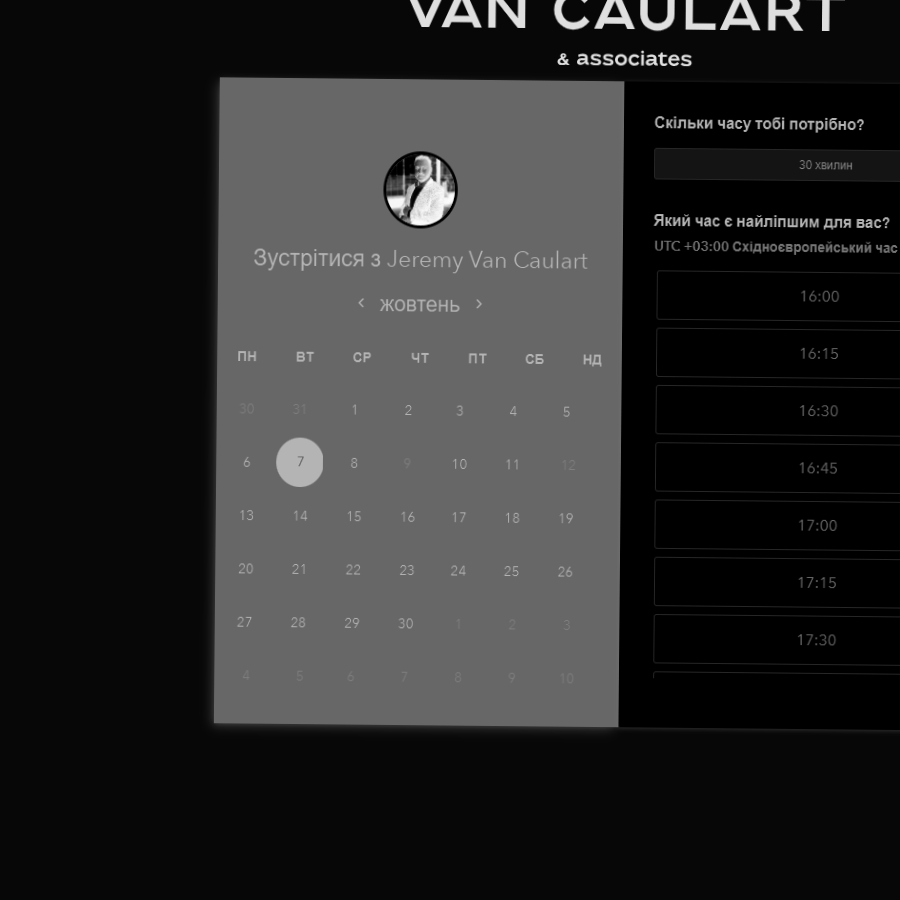 VAN CAULART
& associates
Зустрітися з Jeremy Van Caulart
жовтень
ПН ВТ СР ЧТ ПТ СБ НД
30 31 1 2 3 4 5
6 7 8 9 10 11 12
13 14 15 16 17 18 19
20 21 22 23 24 25 26
27 28 29 30 1 2 3
4 5 6 7 8 9 10
Скільки часу тобі потрібно?
30 хвилин
Який час є найліпшим для вас?
UTC +03:00 Східноєвропейський час
16:00
16:15
16:30
16:45
17:00
17:15
17:30